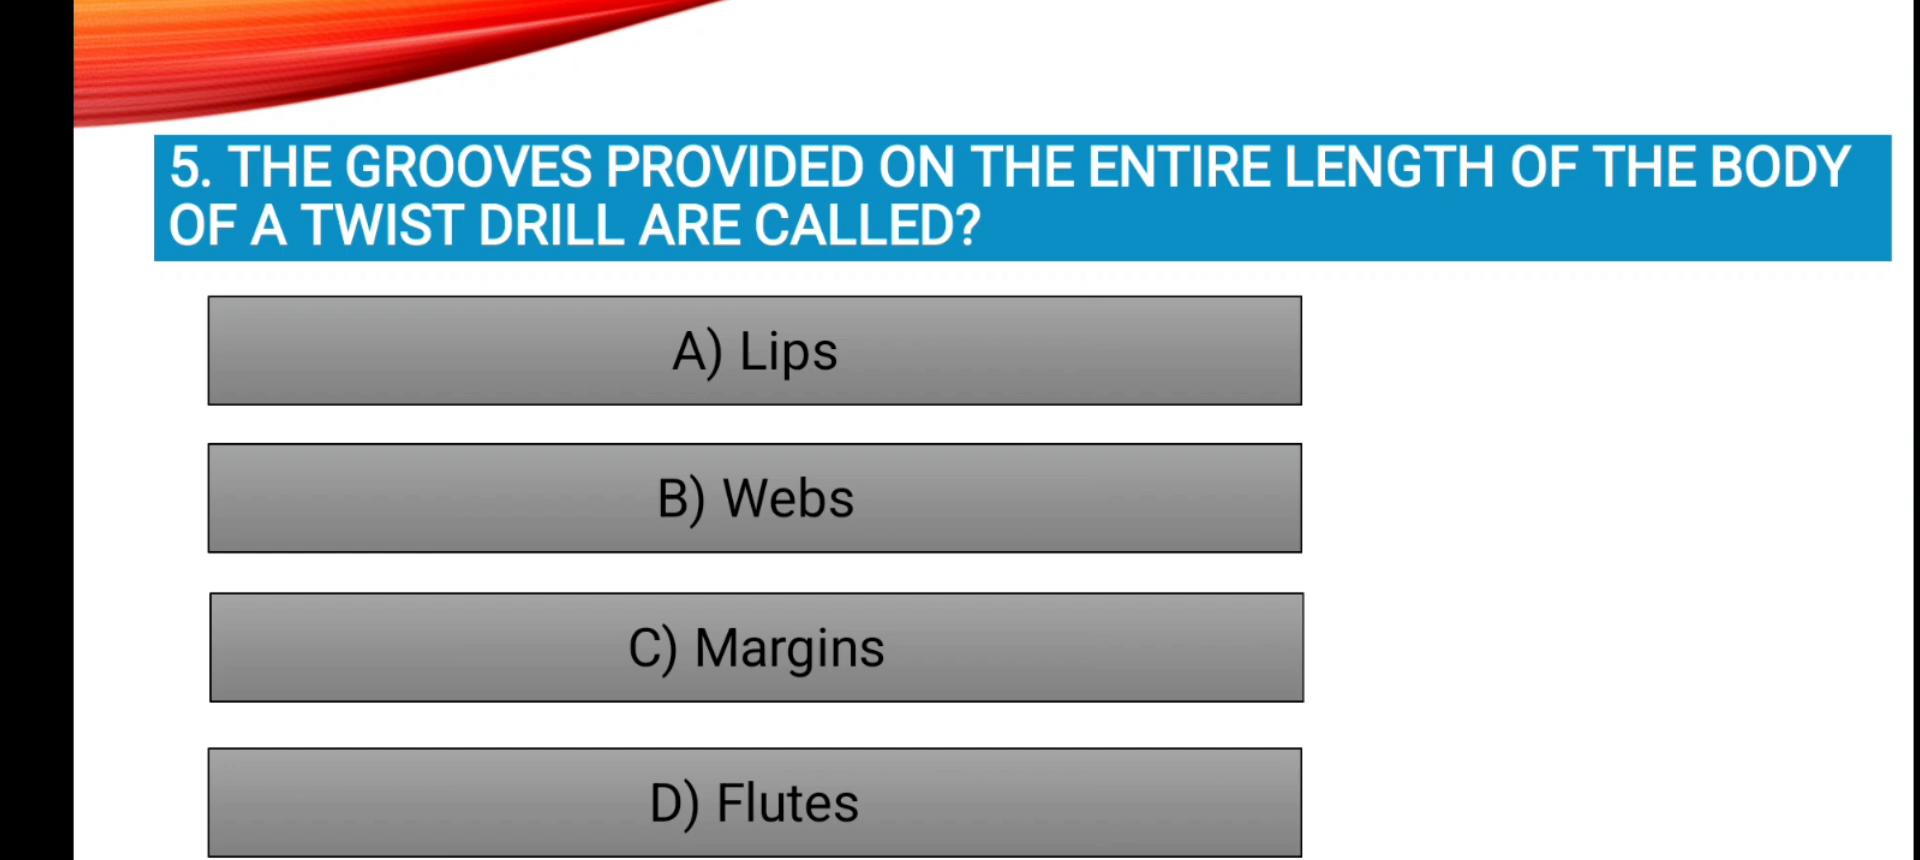 5. THE GROOVES PROVIDED ON THE ENTIRE LENGTH OF THE BODY
OF A TWIST DRILL ARE CALLED?
A) Lips
B) Webs
C) Margins
D) Flutes